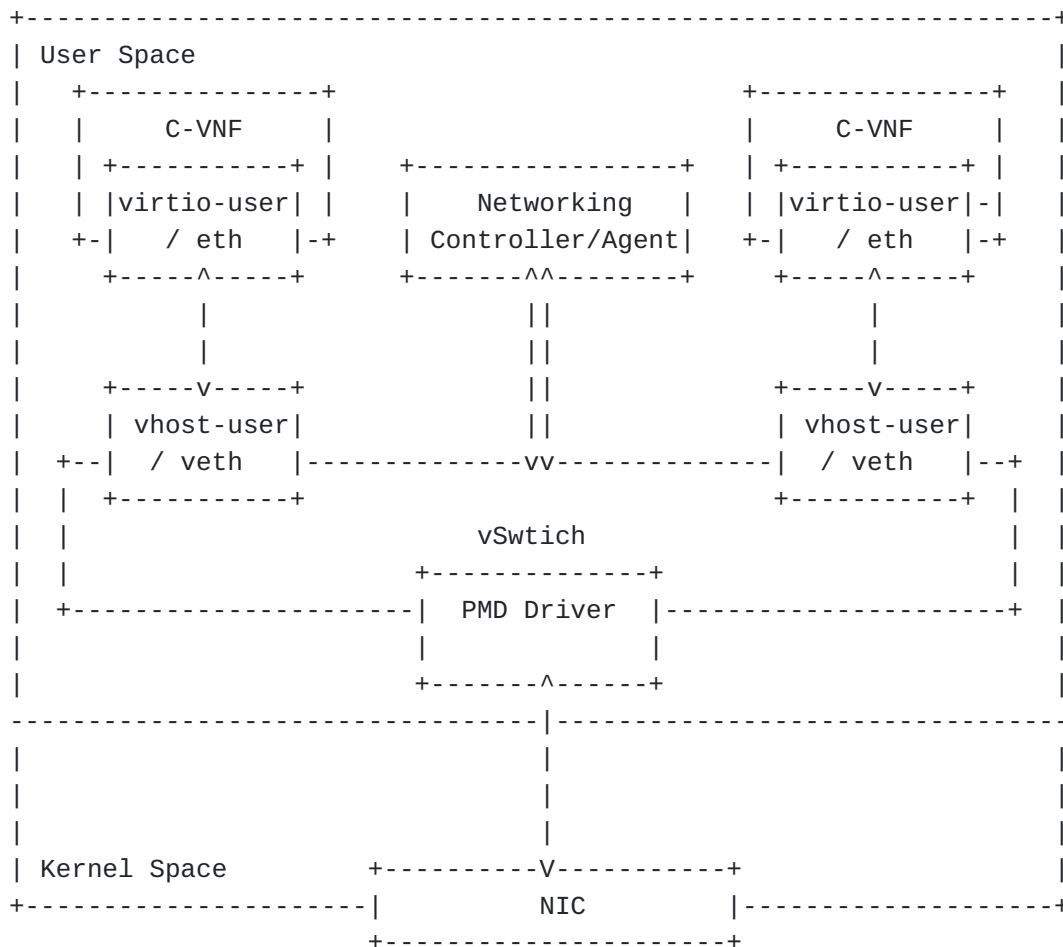 User Space
C-VNF C-VNF
virtio-user Networking virtio-user
/ eth Controller/Agent / eth
vhost-user vhost-user
/ veth / veth
vSwtich
PMD Driver
Kernel Space
NIC